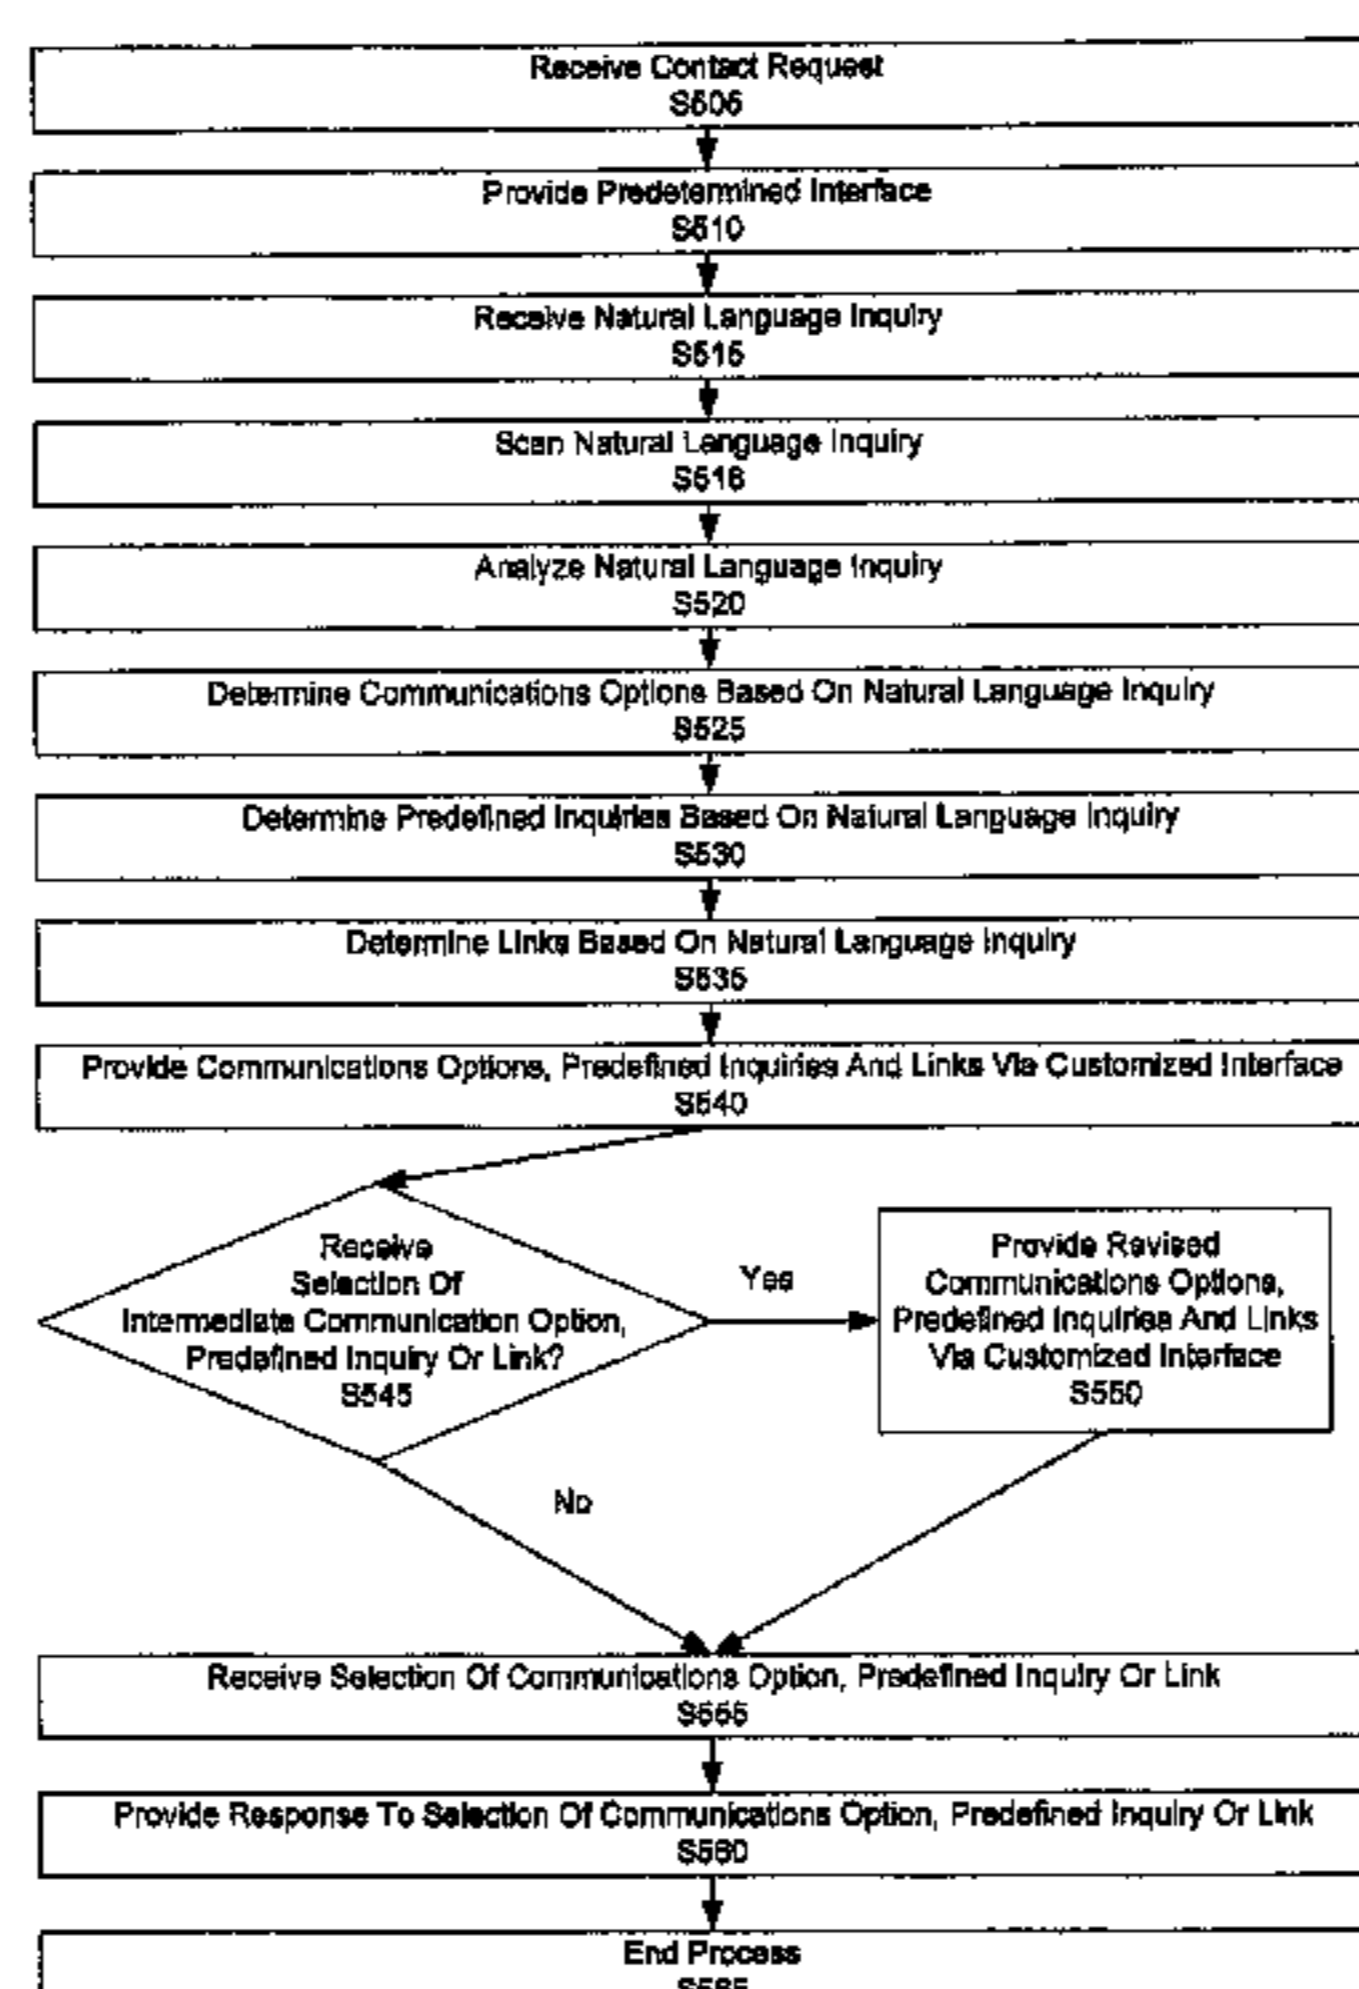 Receive Contact Request
S505
Provide Predetermined Interface
S510
Receive Natural Language Inquiry
S515
Scan Natural Language Inquiry
S516
Analyze Natural Language Inquiry
S520
Determine Communications Options Based On Natural Language Inquiry
S525
Determine Predefined Inquiries Based On Natural Language Inquiry
S530
Determine Links Based On Natural Language Inquiry
S535
Provide Communications Options, Predefined Inquiries And Links Via Customized Interface
S540
Receive
Selection Of
Intermediate Communication Option,
Predefined Inquiry Or Link?
S545
Yes
Provide Revised
Communications Options,
Predefined Inquiries And Links
Via Customized Interface
S550
No
Receive Selection Of Communications Option, Predefined Inquiry Or Link
S555
Provide Response To Selection Of Communications Option, Predefined Inquiry Or Link
S560
End Process
S565